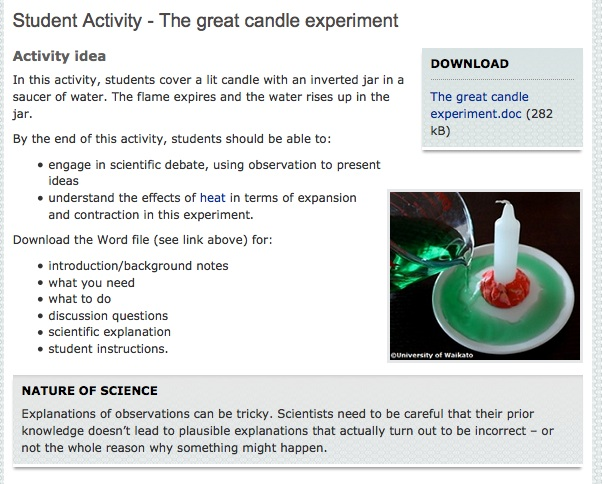 Student Activity - The great candle experiment
Activity idea
In this activity, students cover a lit candle with an inverted jar in a
saucer of water. The flame expires and the water rises up in the
jar.
By the end of this activity, students should be able to:
engage in scientific debate, using observation to present
ideas
understand the effects of heat in terms of expansion
and contraction in this experiment.
Download the Word file (see link above) for:
introduction/background notes
what you need
what to do
discussion questions
scientific explanation
student instructions.
DOWNLOAD
The great candle
experiment.doc (282
kB)
©University of Waikato
NATURE OF SCIENCE
Explanations of observations can be tricky. Scientists need to be careful that their prior
knowledge doesn’t lead to plausible explanations that actually turn out to be incorrect – or
not the whole reason why something might happen.